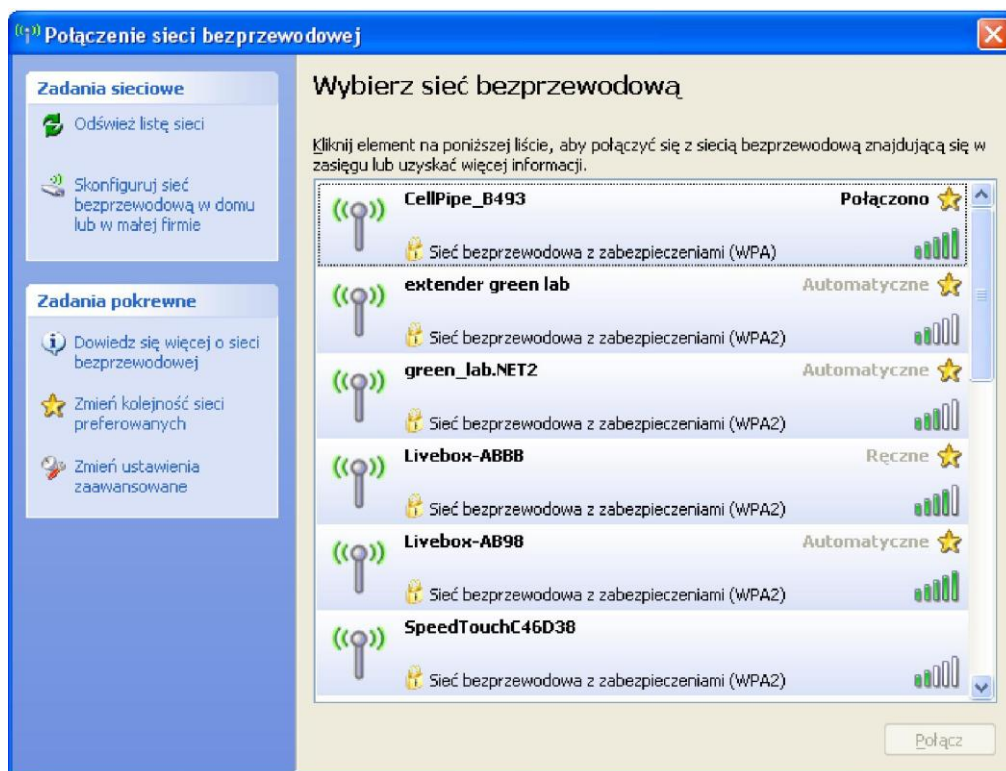 Połączenie sieci bezprzewodowej
Zadania sieciowe
Odśwież listę sieci
Skonfiguruj sieć
bezprzewodową w domu
lub w małej firmie
Zadania pokrewne
Dowiedz się więcej o sieci
bezprzewodowej
Zmień kolejność sieci
preferowanych
Zmień ustawienia
zaawansowane
Wybierz sieć bezprzewodową
Kliknij element na poniższej liście, aby połączyć się z siecią bezprzewodową znajdującą się w
zasięgu lub uzyskać więcej informacji.
CellPipe_B493 Połączono
Sieć bezprzewodowa z zabezpieczeniami (WPA)
extender green lab Automatyczne
Sieć bezprzewodowa z zabezpieczeniami (WPA2)
green_lab.NET2 Automatyczne
Sieć bezprzewodowa z zabezpieczeniami (WPA2)
Livebox-ABBB Ręczne
Sieć bezprzewodowa z zabezpieczeniami (WPA2)
Livebox-AB98 Automatyczne
Sieć bezprzewodowa z zabezpieczeniami (WPA2)
SpeedTouchC46D38
Sieć bezprzewodowa z zabezpieczeniami (WPA2)
Połącz